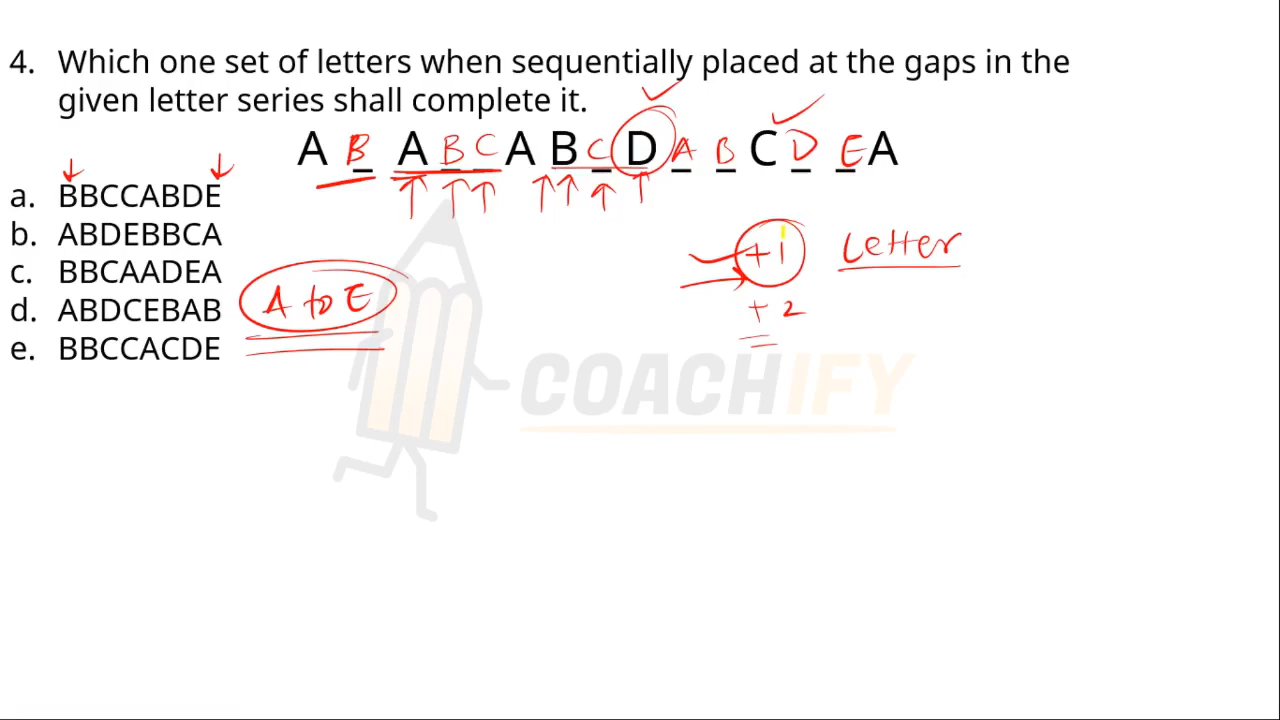 4. Which one set of letters when sequentially placed at the gaps in the
given letter series shall complete it.
A B A B C A B C D A B C D E A
a. BBCCABDE
b. ABDEBBCA
c. BBCAADEA
d. ABDCEBAB
e. BBCCACDE
A to E
+1 Letter
+2
COACHIFY